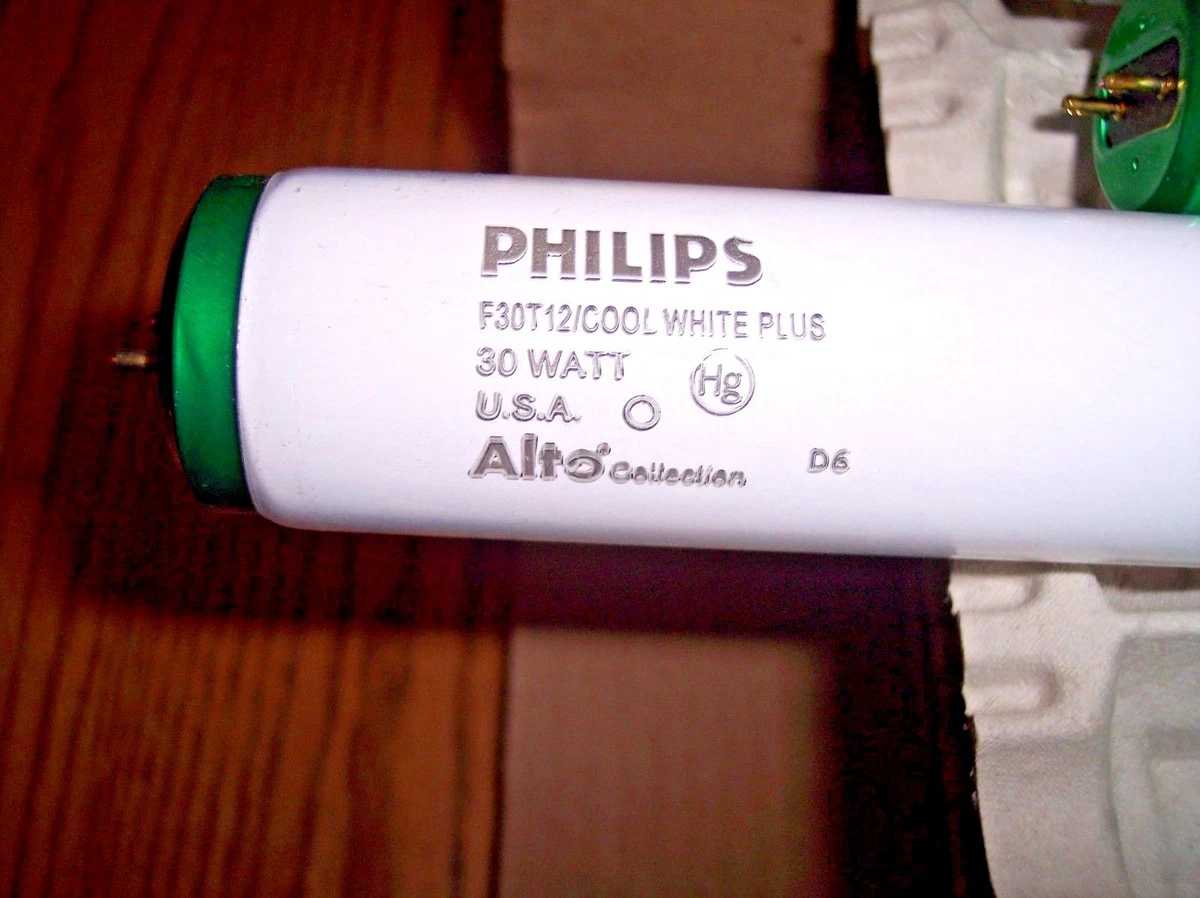 PHILIPS
F30T12/COOL WHITE PLUS
30 WATT Hg
U.S.A.
Alto® Collection D6